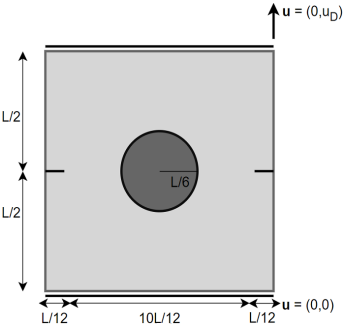 u = (0,u_D)
L/2
L/6
L/2
u = (0,0)
L/12 10L/12 L/12